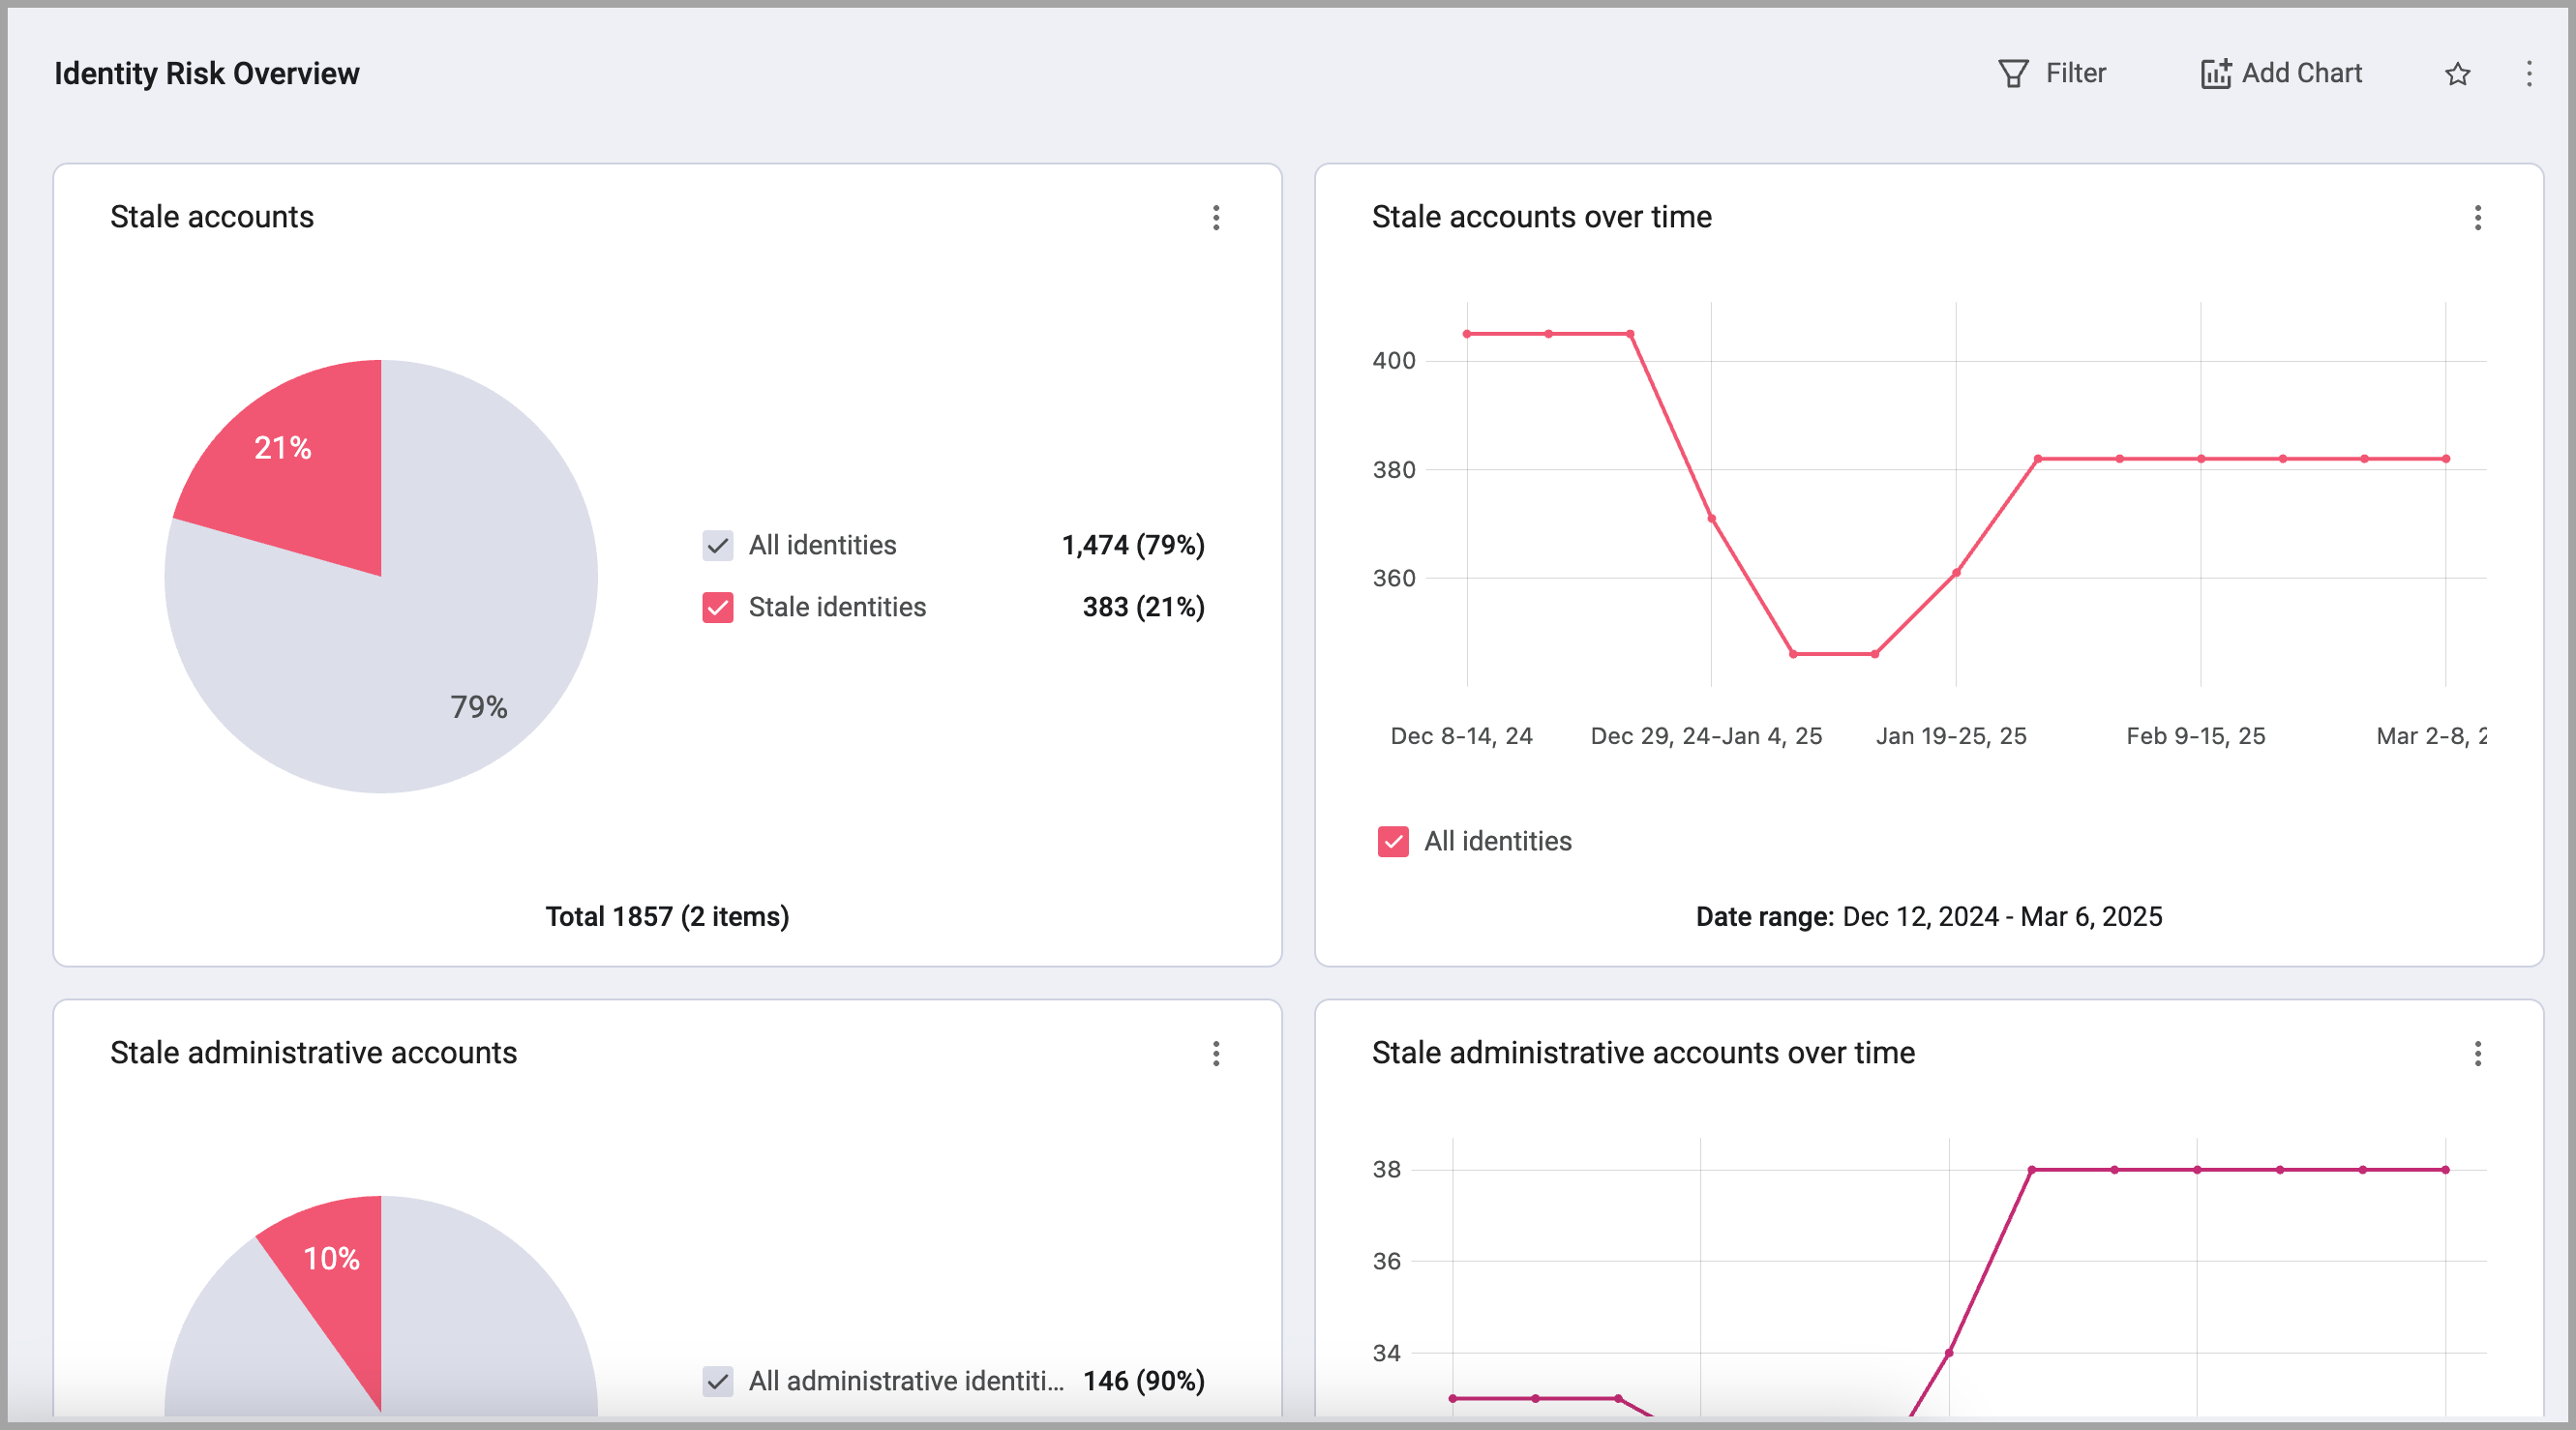 Identity Risk Overview
Filter
Add Chart
Stale accounts
21%
79%
All identities 1,474 (79%)
Stale identities 383 (21%)
Total 1857 (2 items)
Stale accounts over time
400
380
360
Dec 8-14, 24 Dec 29, 24-Jan 4, 25 Jan 19-25, 25 Feb 9-15, 25 Mar 2-8, 2
All identities
Date range: Dec 12, 2024 - Mar 6, 2025
Stale administrative accounts
10%
All administrative identiti... 146 (90%)
Stale administrative accounts over time
38
36
34